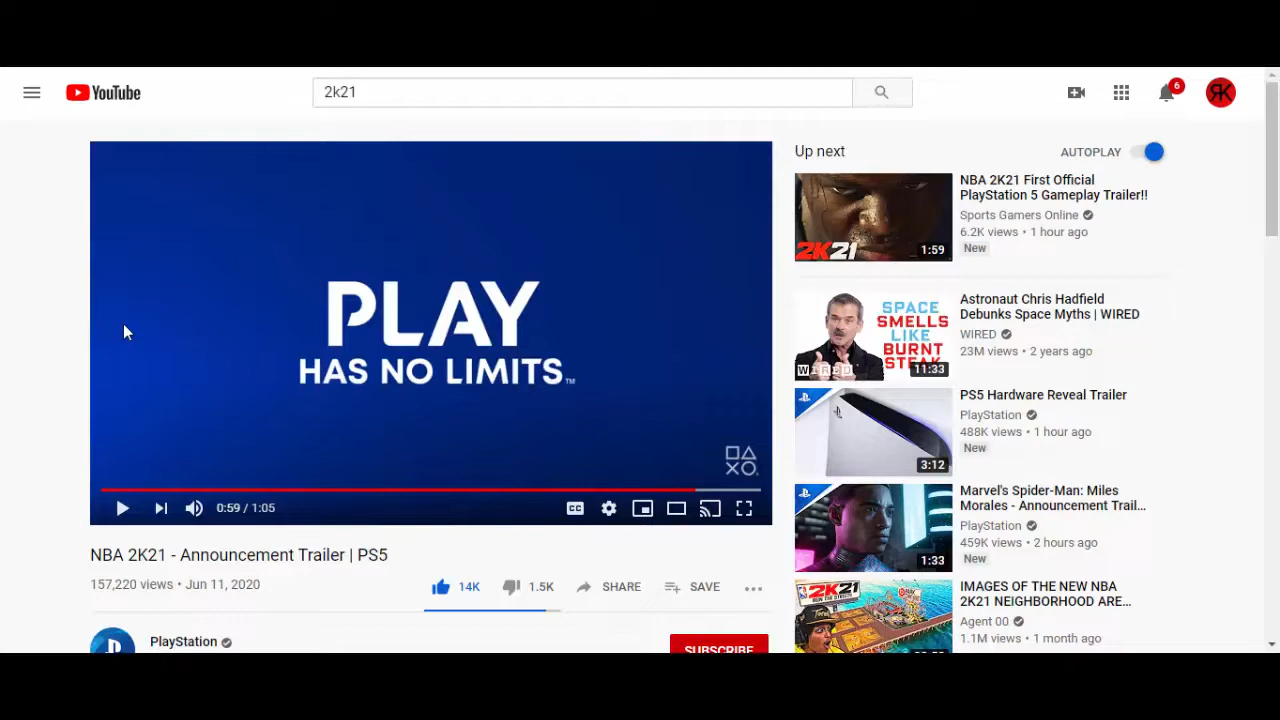 YouTube
2k21
6
ЯK
PLAY
HAS NO LIMITS™
0:59 / 1:05
CC
NBA 2K21 - Announcement Trailer | PS5
157,220 views • Jun 11, 2020
14K
1.5K
SHARE
SAVE
PlayStation
SUBSCRIBE
Up next
AUTOPLAY
2K21
1:59
NBA 2K21 First Official
PlayStation 5 Gameplay Trailer!!
Sports Gamers Online
6.2K views • 1 hour ago
New
SPACE
SMELLS
LIKE
BURNT
STEAK
WIRED
11:33
Astronaut Chris Hadfield
Debunks Space Myths | WIRED
WIRED
23M views • 2 years ago
3:12
PS5 Hardware Reveal Trailer
PlayStation
488K views • 1 hour ago
New
1:33
Marvel's Spider-Man: Miles
Morales - Announcement Trail...
PlayStation
459K views • 2 hours ago
New
2K21
IMAGES OF THE NEW NBA
2K21 NEIGHBORHOOD ARE...
Agent 00
1.1M views • 1 month ago